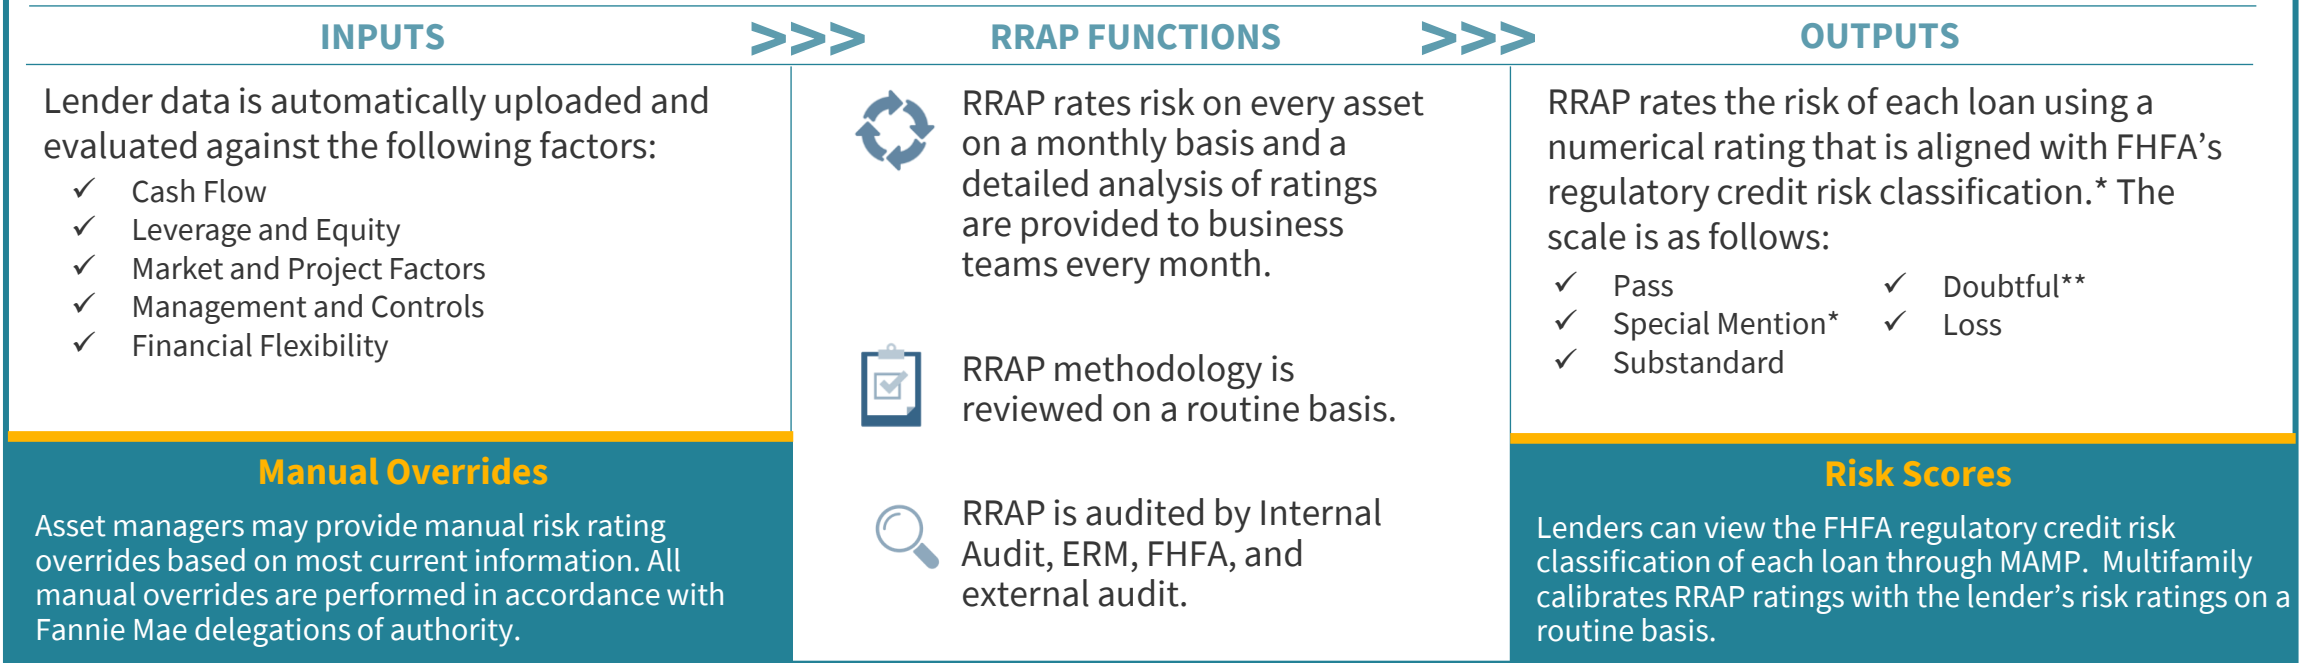 INPUTS >>> RRAP FUNCTIONS >>> OUTPUTS
Lender data is automatically uploaded and
evaluated against the following factors:
✓ Cash Flow
✓ Leverage and Equity
✓ Market and Project Factors
✓ Management and Controls
✓ Financial Flexibility
Manual Overrides
Asset managers may provide manual risk rating
overrides based on most current information. All
manual overrides are performed in accordance with
Fannie Mae delegations of authority.
RRAP rates risk on every asset
on a monthly basis and a
detailed analysis of ratings
are provided to business
teams every month.
RRAP methodology is
reviewed on a routine basis.
RRAP is audited by Internal
Audit, ERM, FHFA, and
external audit.
RRAP rates the risk of each loan using a
numerical rating that is aligned with FHFA’s
regulatory credit risk classification.* The
scale is as follows:
✓ Pass
✓ Special Mention*
✓ Substandard
✓ Doubtful**
✓ Loss
Risk Scores
Lenders can view the FHFA regulatory credit risk
classification of each loan through MAMP.  Multifamily
calibrates RRAP ratings with the lender’s risk ratings on a
routine basis.